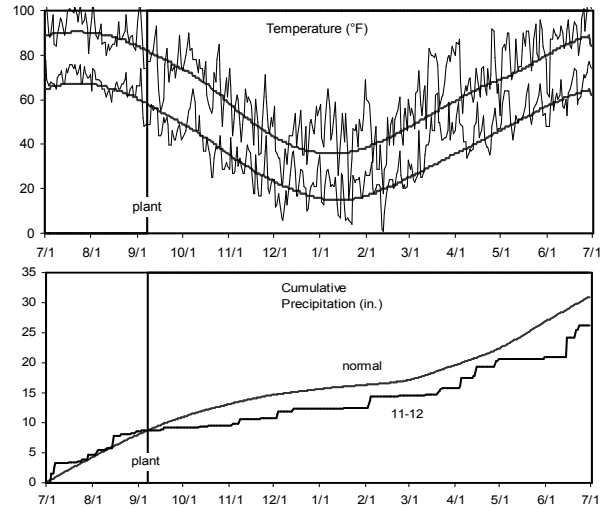 100
Temperature (°F)
80
60
40
20
plant
0
7/1 8/1 9/1 10/1 11/1 12/1 1/1 2/1 3/1 4/1 5/1 6/1 7/1
35
Cumulative
Precipitation (in.)
30
25
normal
20
15
11-12
10
5
plant
0
7/1 8/1 9/1 10/1 11/1 12/1 1/1 2/1 3/1 4/1 5/1 6/1 7/1